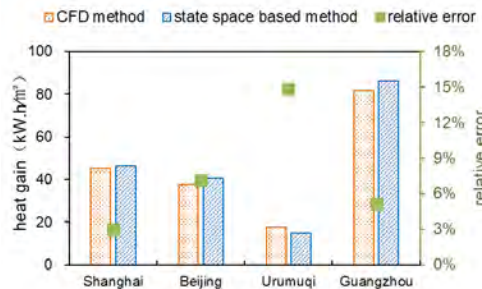 CFD method state space based method relative error
100 18%
80 15%
60 12%
40 9%
20 6%
0 3%
0%
heat gain（kW.h/㎡）
relative error
Shanghai Beijing Urumuqi Guangzhou